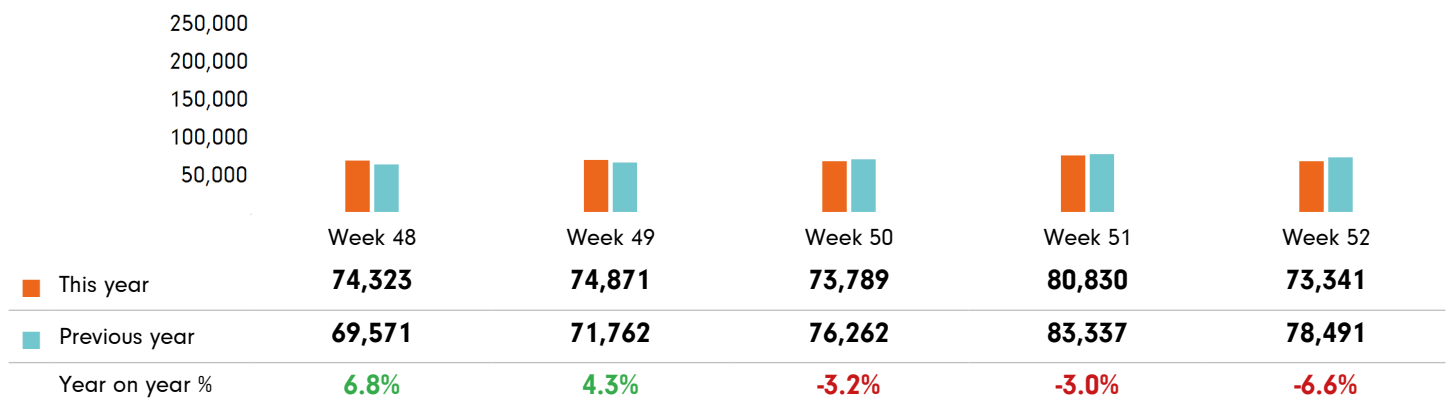 250,000
200,000
150,000
100,000
50,000
Week 48 Week 49 Week 50 Week 51 Week 52
This year 74,323 74,871 73,789 80,830 73,341
Previous year 69,571 71,762 76,262 83,337 78,491
Year on year % 6.8% 4.3% -3.2% -3.0% -6.6%